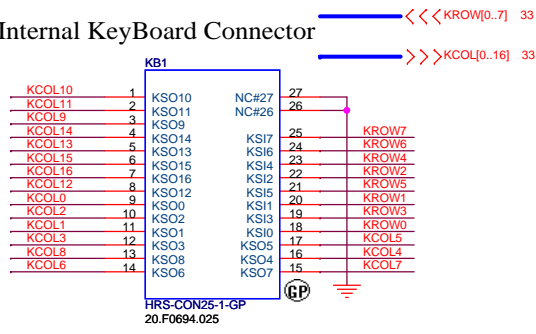 KROW[0..7] 33
Internal KeyBoard Connector
KCOL[0..16] 33
KB1
KCOL10 1 KSO10 NC#27 27
KCOL11 2 KSO11 NC#26 26
KCOL9 3 KSO9
KCOL14 4 KSO14 KSI7 25 KROW7
KCOL13 5 KSO13 KSI6 24 KROW6
KCOL15 6 KSO15 KSI4 23 KROW4
KCOL16 7 KSO16 KSI2 22 KROW2
KCOL12 8 KSO12 KSI5 21 KROW5
KCOL0 9 KSO0 KSI1 20 KROW1
KCOL2 10 KSO2 KSI3 19 KROW3
KCOL1 11 KSO1 KSI0 18 KROW0
KCOL3 12 KSO3 KSO5 17 KCOL5
KCOL8 13 KSO8 KSO4 16 KCOL4
KCOL6 14 KSO6 KSO7 15 KCOL7
GP
HRS-CON25-1-GP
20.F0694.025